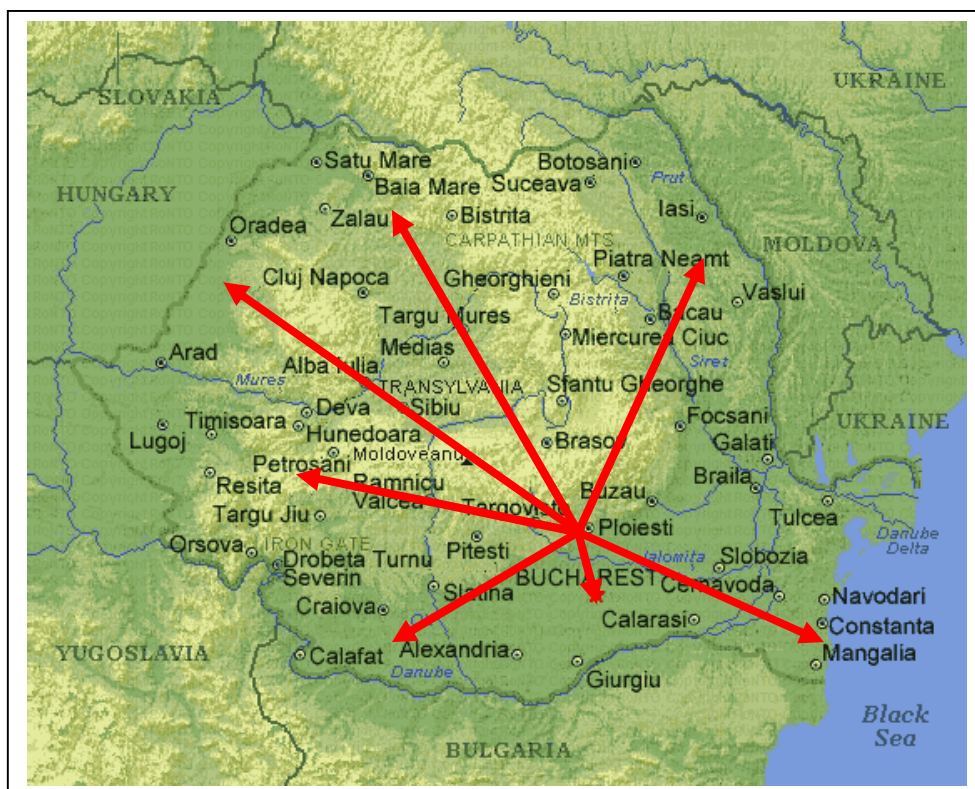 SLOVAKIA
UKRAINE
HUNGARY
Satu Mare
Botosani
Baia Mare
Suceava
Prut
Zalau
Bistrita
Iasi
Oradea
CARPATHIAN MTS
MOLDOVA
Piatra Neamt
Cluj Napoca
Gheorghieni
Bistrita
Vaslui
Targu Mures
Bacau
Miercurea Ciuc
Arad
Medias
Alba Iulia
Siret
Mures
TRANSYLVANIA
Sfantu Gheorghe
Deva
Sibiu
Timisoara
Focsani
UKRAINE
Lugoj
Hunedoara
Brasov
Galati
Moldoveanu
Petrosani
Resita
Ramnicu
Valcea
Buzau
Braila
Targoviste
Targu Jiu
Ploiesti
Tulcea
Danube
Delta
Orsova
IRON GATE
Pitesti
Ialomita
Slobozia
Drobeta Turnu
Severin
BUCHAREST
Cernavoda
Slatina
Navodari
Craiova
Calarasi
Constanta
YUGOSLAVIA
Calafat
Alexandria
Mangalia
Danube
Giurgiu
Black
Sea
BULGARIA